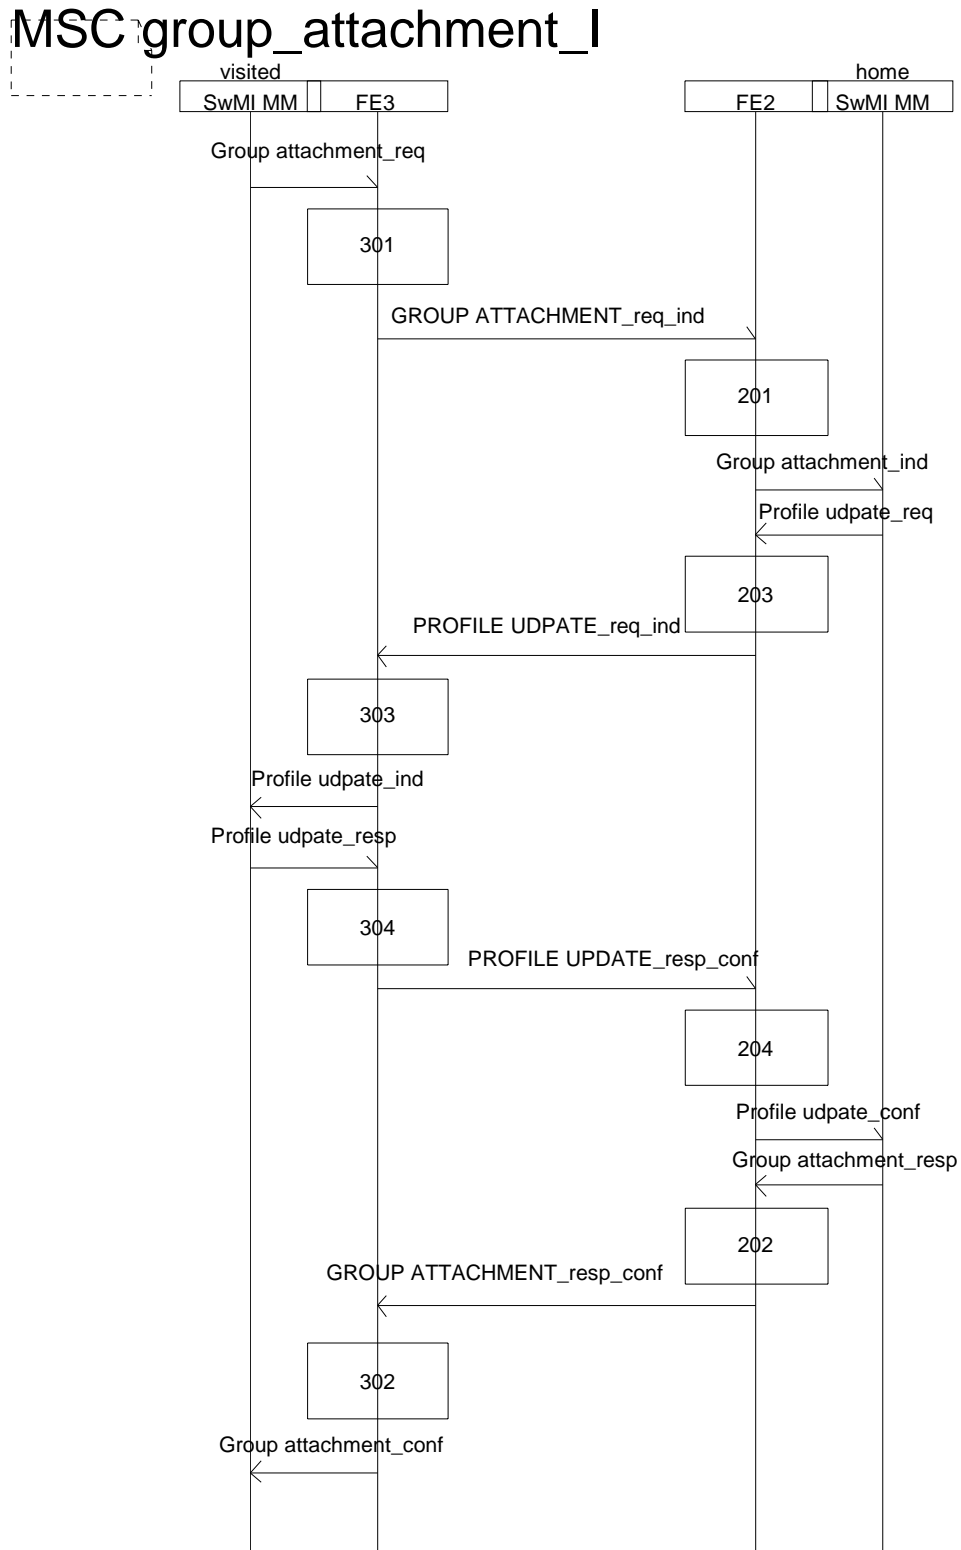 MSC group_attachment_I
visited
home
SwMI MM
FE3
FE2
SwMI MM
Group attachment_req
301
GROUP ATTACHMENT_req_ind
201
Group attachment_ind
Profile udpate_req
203
PROFILE UDPATE_req_ind
303
Profile udpate_ind
Profile udpate_resp
304
PROFILE UPDATE_resp_conf
204
Profile udpate_conf
Group attachment_resp
202
GROUP ATTACHMENT_resp_conf
302
Group attachment_conf